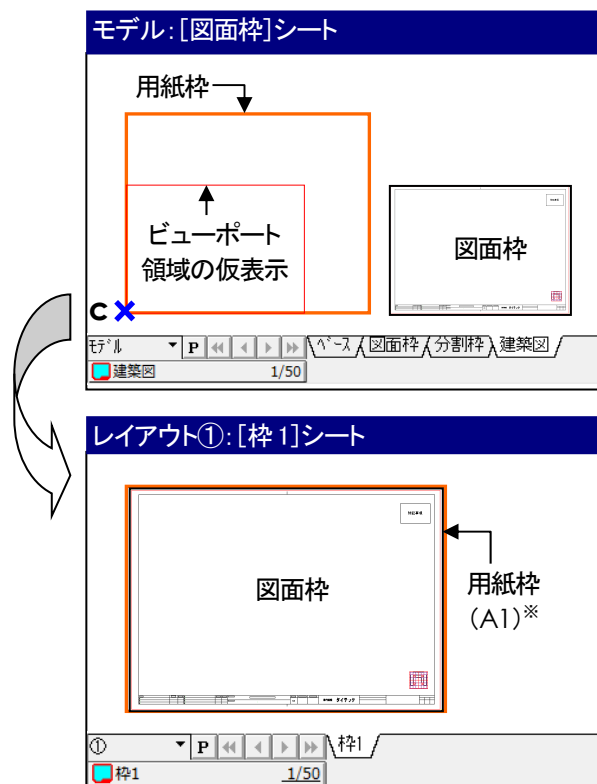 モデル:[図面枠]シート
用紙枠
ビューポート
領域の仮表示
図面枠
C
モデル P ベース 図面枠 分割枠 建築図
建築図 1/50
レイアウト①:[枠1]シート
図面枠
用紙枠
(A1)※
① P 枠1
枠1 1/50